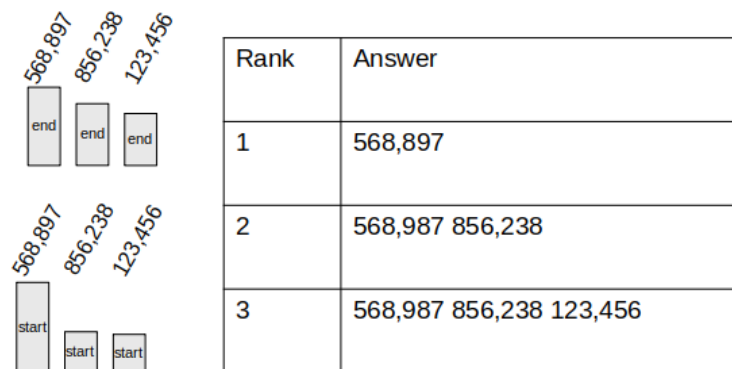 568,897 856,238 123,456
end end end
568,897 856,238 123,456
start start start
Rank Answer
1 568,897
2 568,987 856,238
3 568,987 856,238 123,456